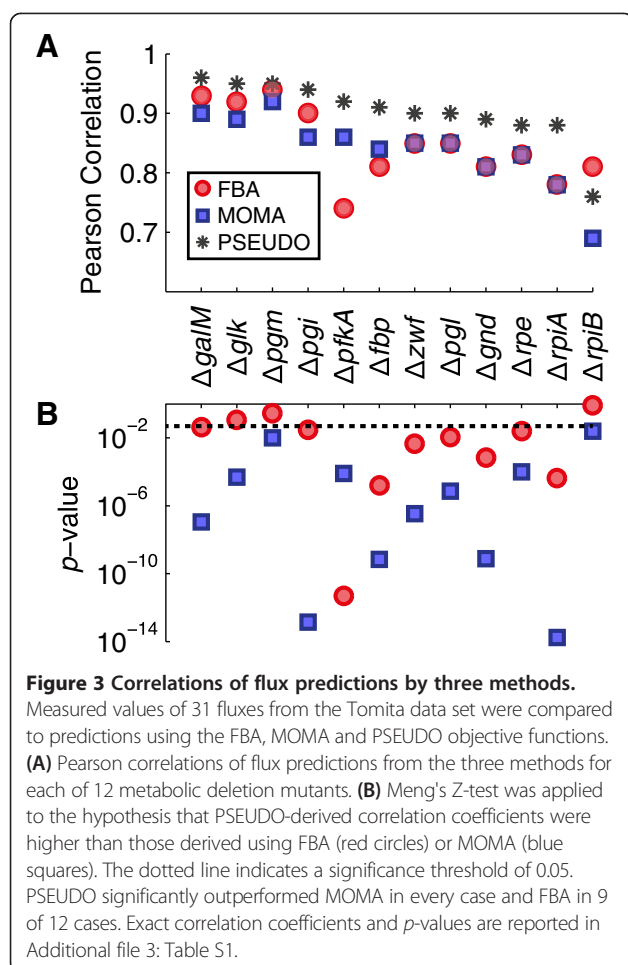 A
Pearson Correlation
1
0.9
0.8
0.7
FBA
MOMA
PSEUDO
ΔgalM
Δglk
Δpgm
Δpgi
ΔpfkA
Δfbp
Δzwf
Δpgl
Δgnd
Δrpe
ΔrpiA
ΔrpiB
B
p–value
10⁻²
10⁻⁶
10⁻¹⁰
10⁻¹⁴
Figure 3 Correlations of flux predictions by three methods.
Measured values of 31 fluxes from the Tomita data set were compared
to predictions using the FBA, MOMA and PSEUDO objective functions.
(A) Pearson correlations of flux predictions from the three methods for
each of 12 metabolic deletion mutants. (B) Meng's Z-test was applied
to the hypothesis that PSEUDO-derived correlation coefficients were
higher than those derived using FBA (red circles) or MOMA (blue
squares). The dotted line indicates a significance threshold of 0.05.
PSEUDO significantly outperformed MOMA in every case and FBA in 9
of 12 cases. Exact correlation coefficients and p-values are reported in
Additional file 3: Table S1.